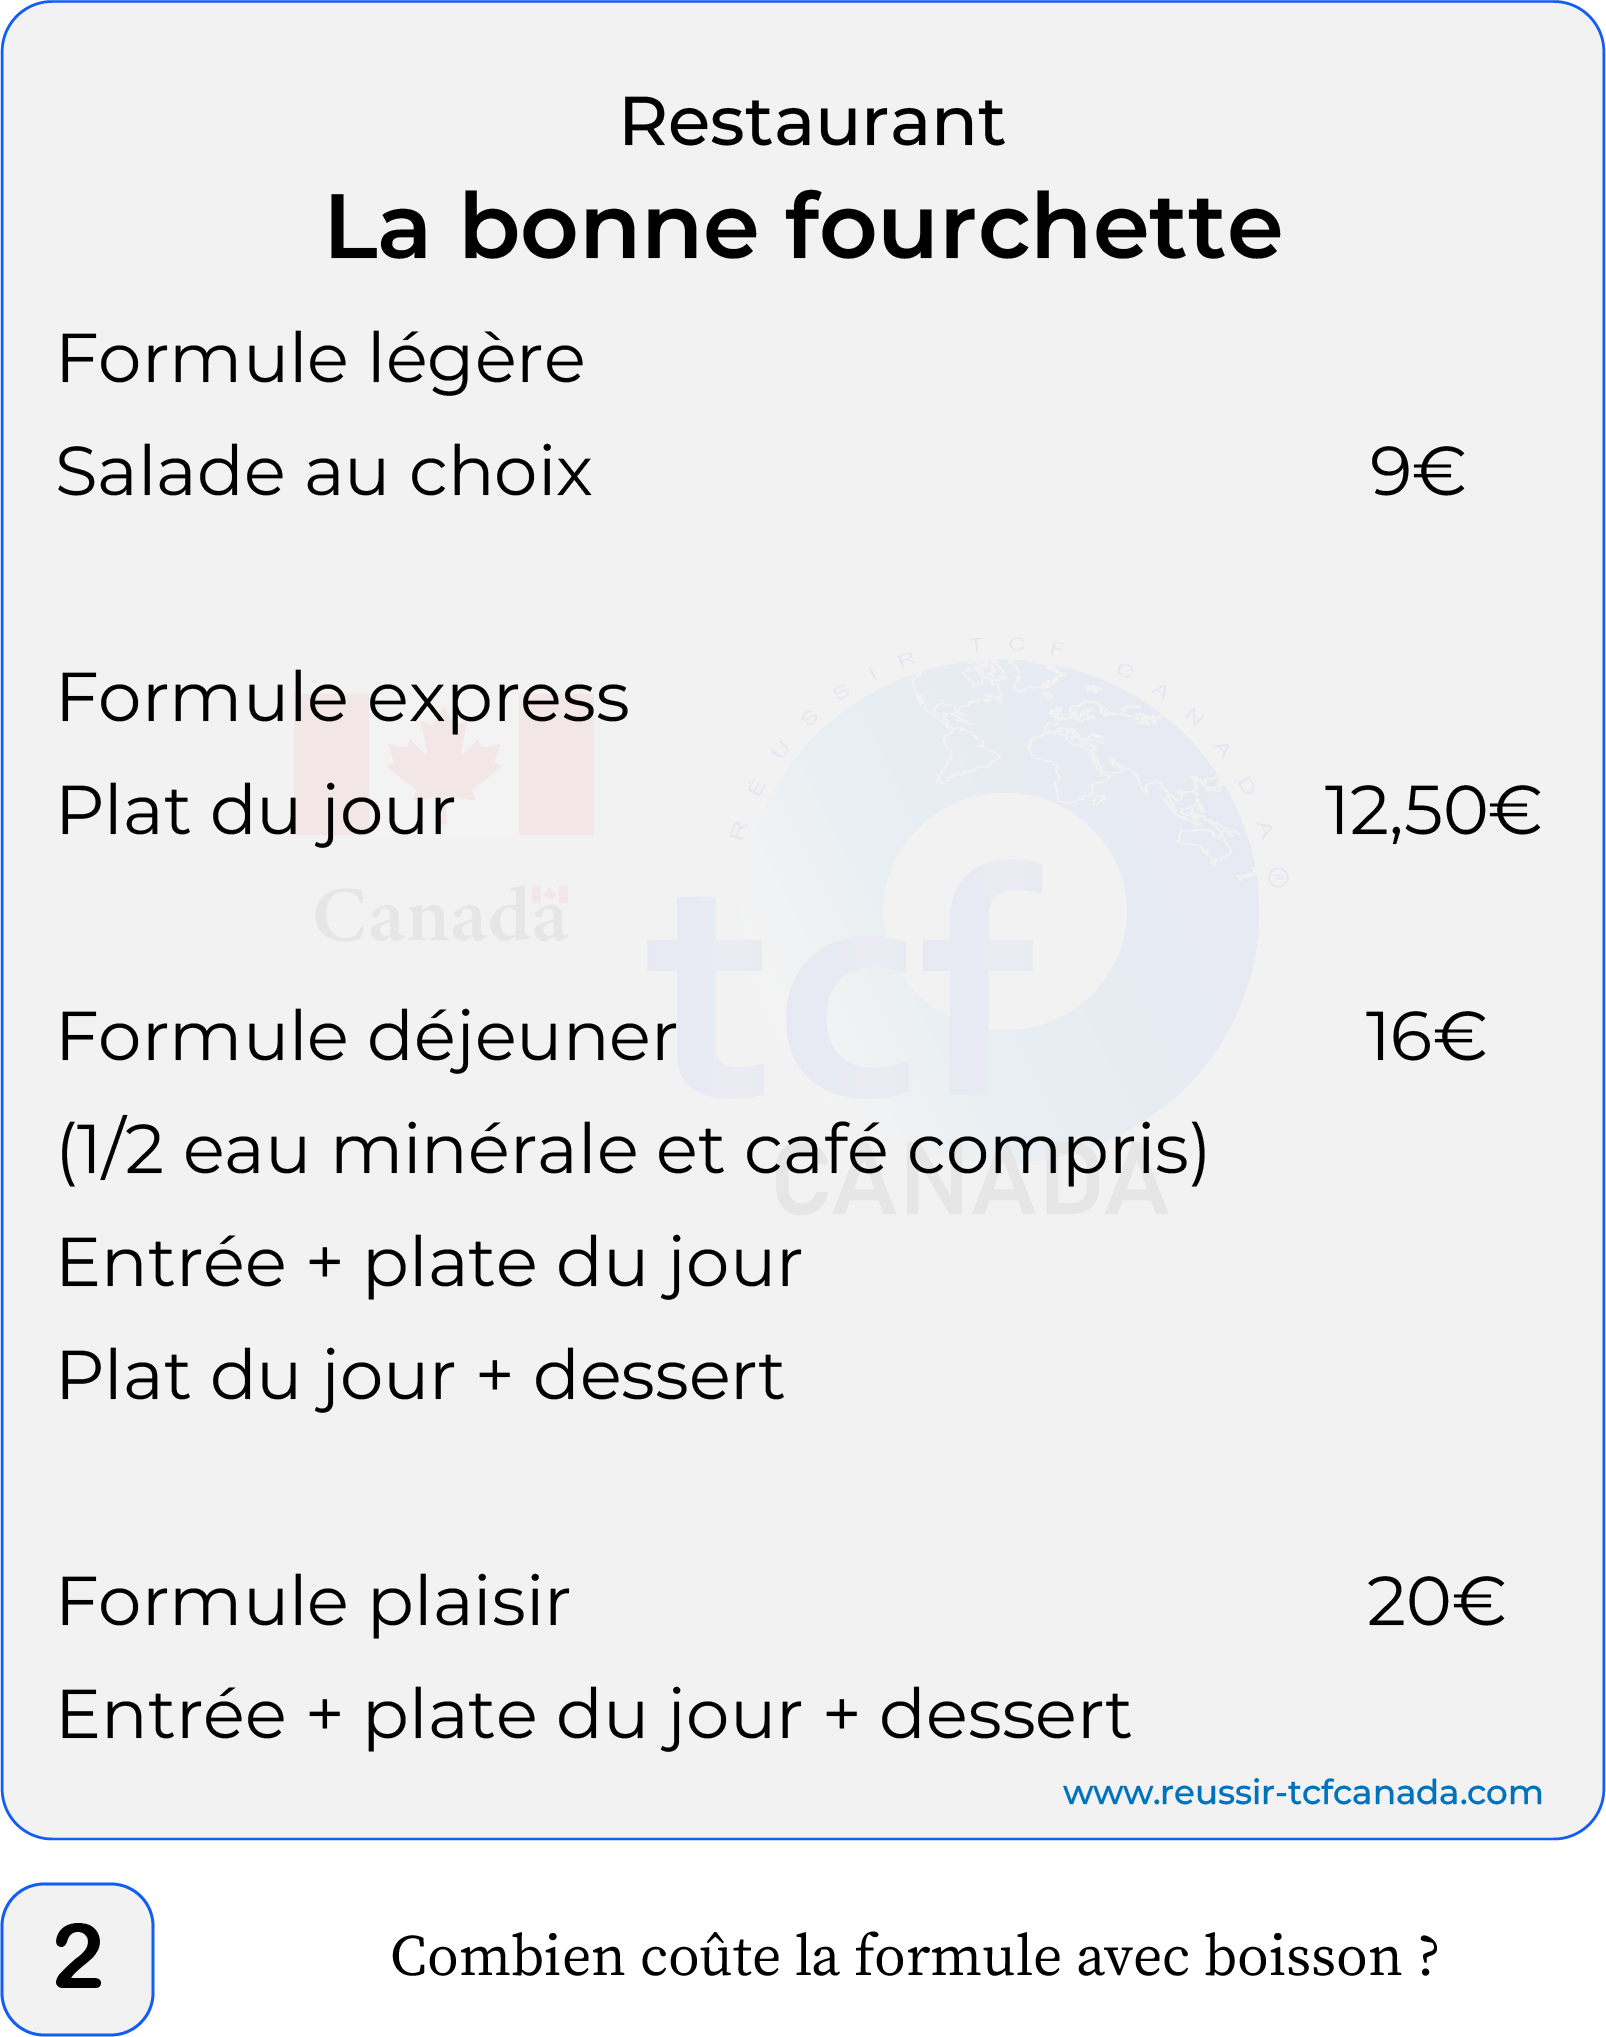 Restaurant
La bonne fourchette
Formule légère
Salade au choix 9€
Formule express
Plat du jour 12,50€
Formule déjeuner 16€
(1/2 eau minérale et café compris)
Entrée + plate du jour
Plat du jour + dessert
Formule plaisir 20€
Entrée + plate du jour + dessert
RÉUSSIR TCF CANADA®
Canada
tcf
CANADA
www.reussir-tcfcanada.com
2 Combien coûte la formule avec boisson ?